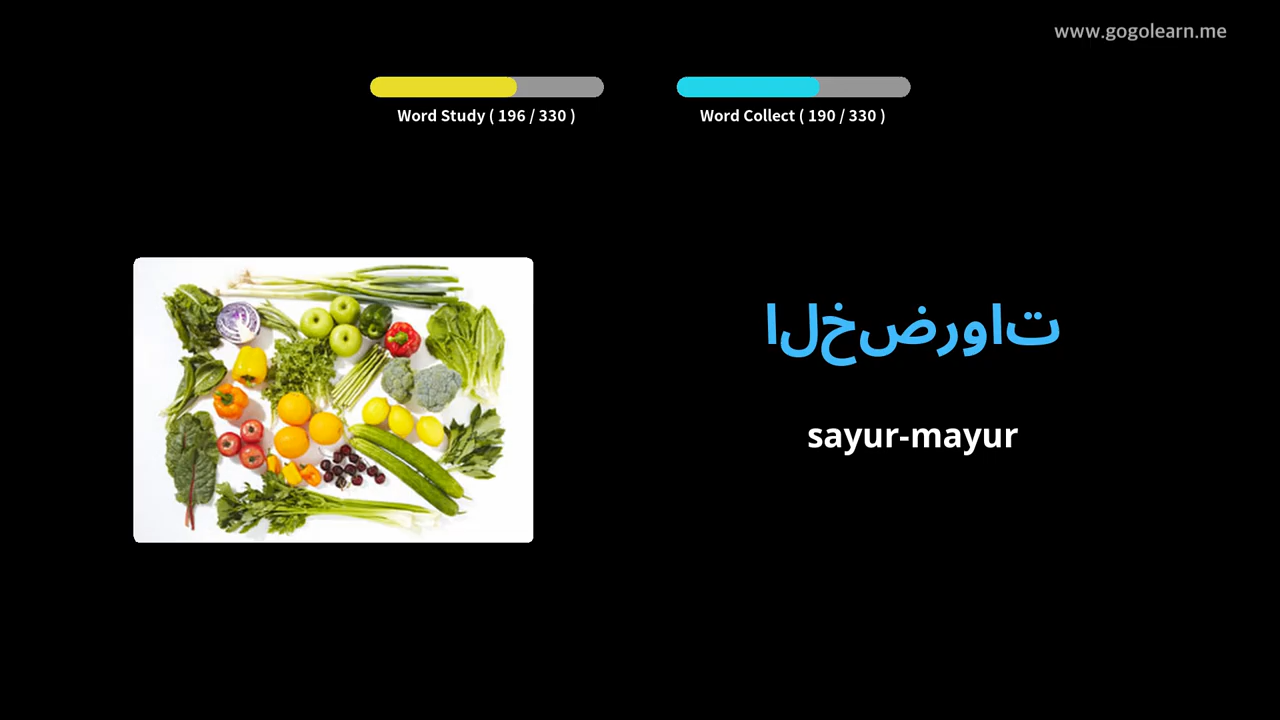 www.gogolearn.me
Word Study ( 196 / 330 )
Word Collect ( 190 / 330 )
الخضروات
sayur-mayur